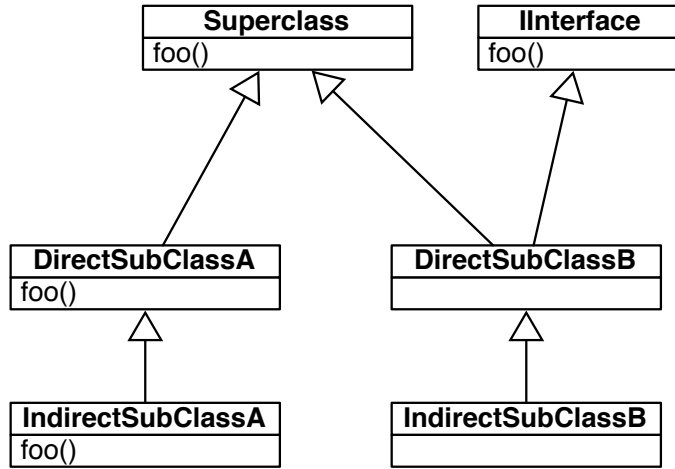 Superclass
foo()
IInterface
foo()
DirectSubClassA
foo()
DirectSubClassB
IndirectSubClassA
foo()
IndirectSubClassB